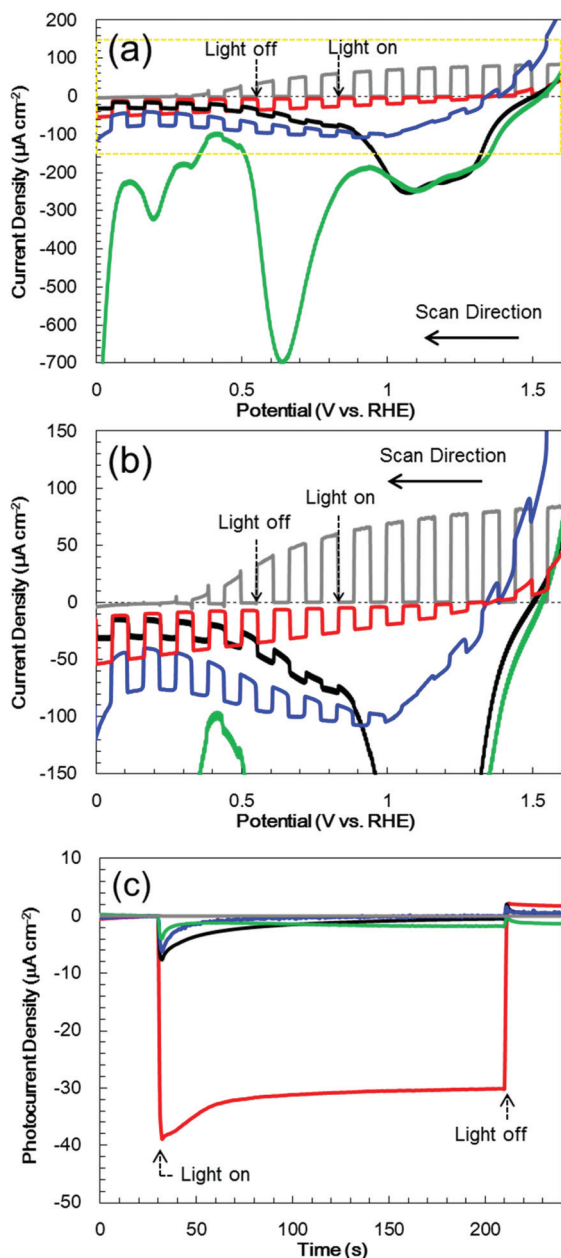 (a)
Light off
Light on
Current Density (μA cm⁻²)
200
100
0
-100
-200
-300
-400
-500
-600
-700
Scan Direction
0
0.5
1
1.5
Potential (V vs. RHE)
(b)
Scan Direction
Light off
Light on
Current Density (μA cm⁻²)
150
100
50
0
-50
-100
-150
0
0.5
1
1.5
Potential (V vs. RHE)
(c)
Photocurrent Density (μA cm⁻²)
10
0
-10
-20
-30
-40
-50
Light on
Light off
0
50
100
150
200
Time (s)